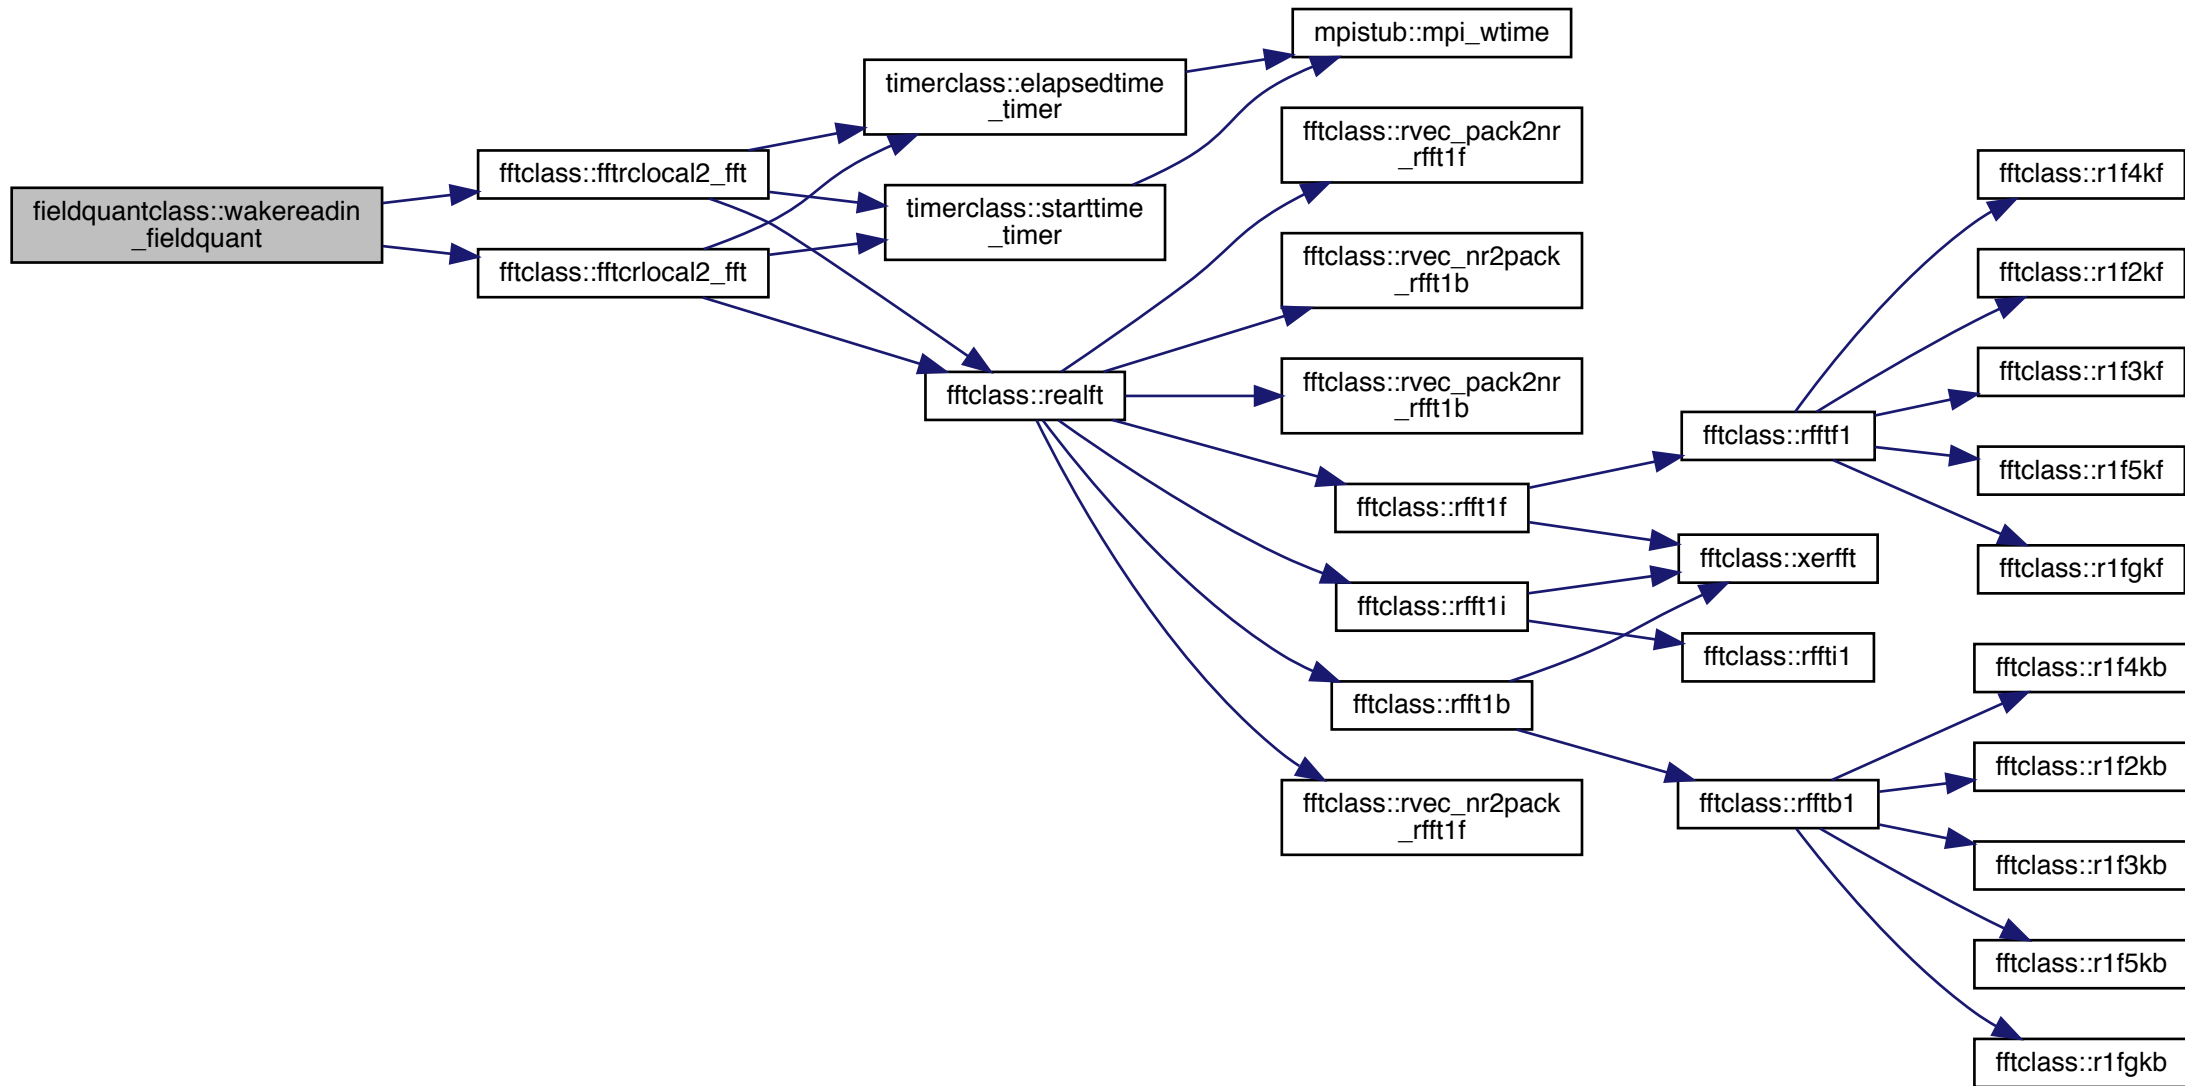 fieldquantclass::wakereadin
_fieldquant
fftclass::fftrclocal2_fft
fftclass::fftcrlocal2_fft
timerclass::elapsedtime
_timer
timerclass::starttime
_timer
fftclass::realft
mpistub::mpi_wtime
fftclass::rvec_pack2nr
_rfft1f
fftclass::rvec_nr2pack
_rfft1b
fftclass::rvec_pack2nr
_rfft1b
fftclass::rfft1f
fftclass::rfft1i
fftclass::rfft1b
fftclass::rvec_nr2pack
_rfft1f
fftclass::rfftf1
fftclass::xerfft
fftclass::rffti1
fftclass::rfftb1
fftclass::r1f4kf
fftclass::r1f2kf
fftclass::r1f3kf
fftclass::r1f5kf
fftclass::r1fgkf
fftclass::r1f4kb
fftclass::r1f2kb
fftclass::r1f3kb
fftclass::r1f5kb
fftclass::r1fgkb